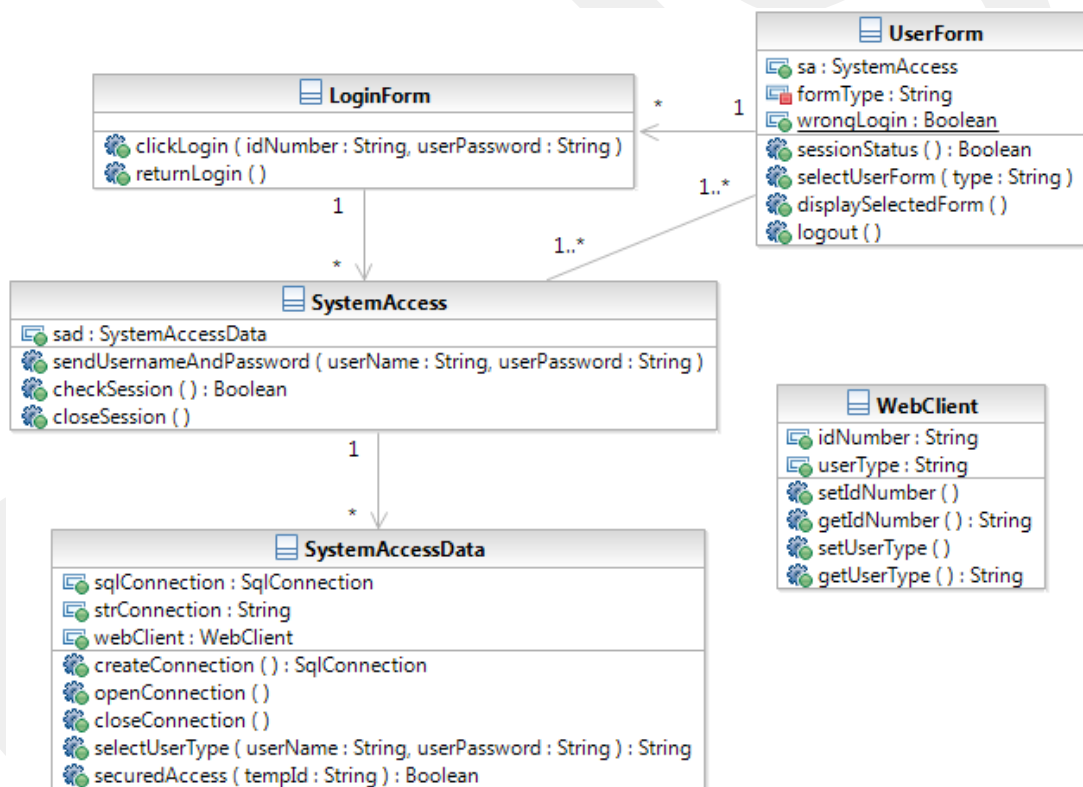 UserForm
sa : SystemAccess
formType : String
wrongLogin : Boolean
sessionStatus ( ) : Boolean
selectUserForm ( type : String )
displaySelectedForm ( )
logout ( )
LoginForm
clickLogin ( idNumber : String, userPassword : String )
returnLogin ( )
*
1
1..*
1..*
1
*
SystemAccess
sad : SystemAccessData
sendUsernameAndPassword ( userName : String, userPassword : String )
checkSession ( ) : Boolean
closeSession ( )
1
*
WebClient
idNumber : String
userType : String
setIdNumber ( )
getIdNumber ( ) : String
setUserType ( )
getUserType ( ) : String
SystemAccessData
sqlConnection : SqlConnection
strConnection : String
webClient : WebClient
createConnection ( ) : SqlConnection
openConnection ( )
closeConnection ( )
selectUserType ( userName : String, userPassword : String ) : String
securedAccess ( tempId : String ) : Boolean